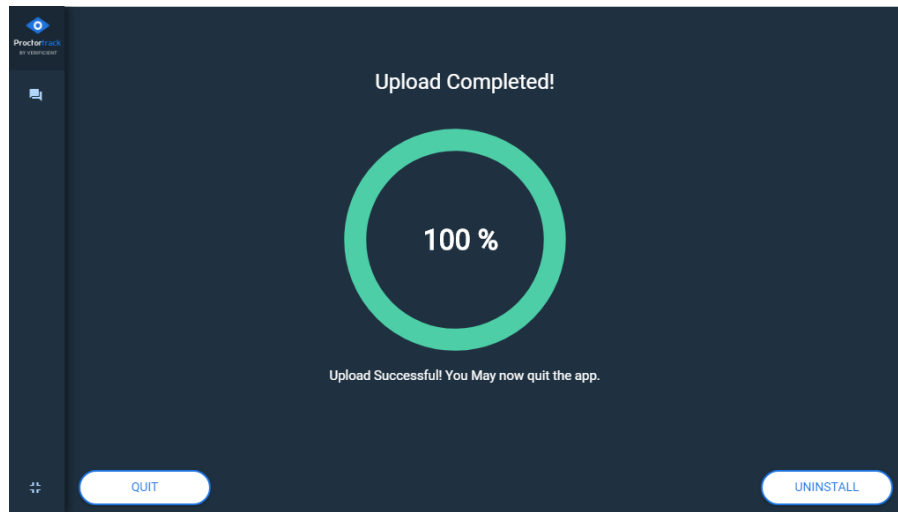 Proctortrack
BY VERIFICIENT
Upload Completed!
100 %
Upload Successful! You May now quit the app.
QUIT
UNINSTALL